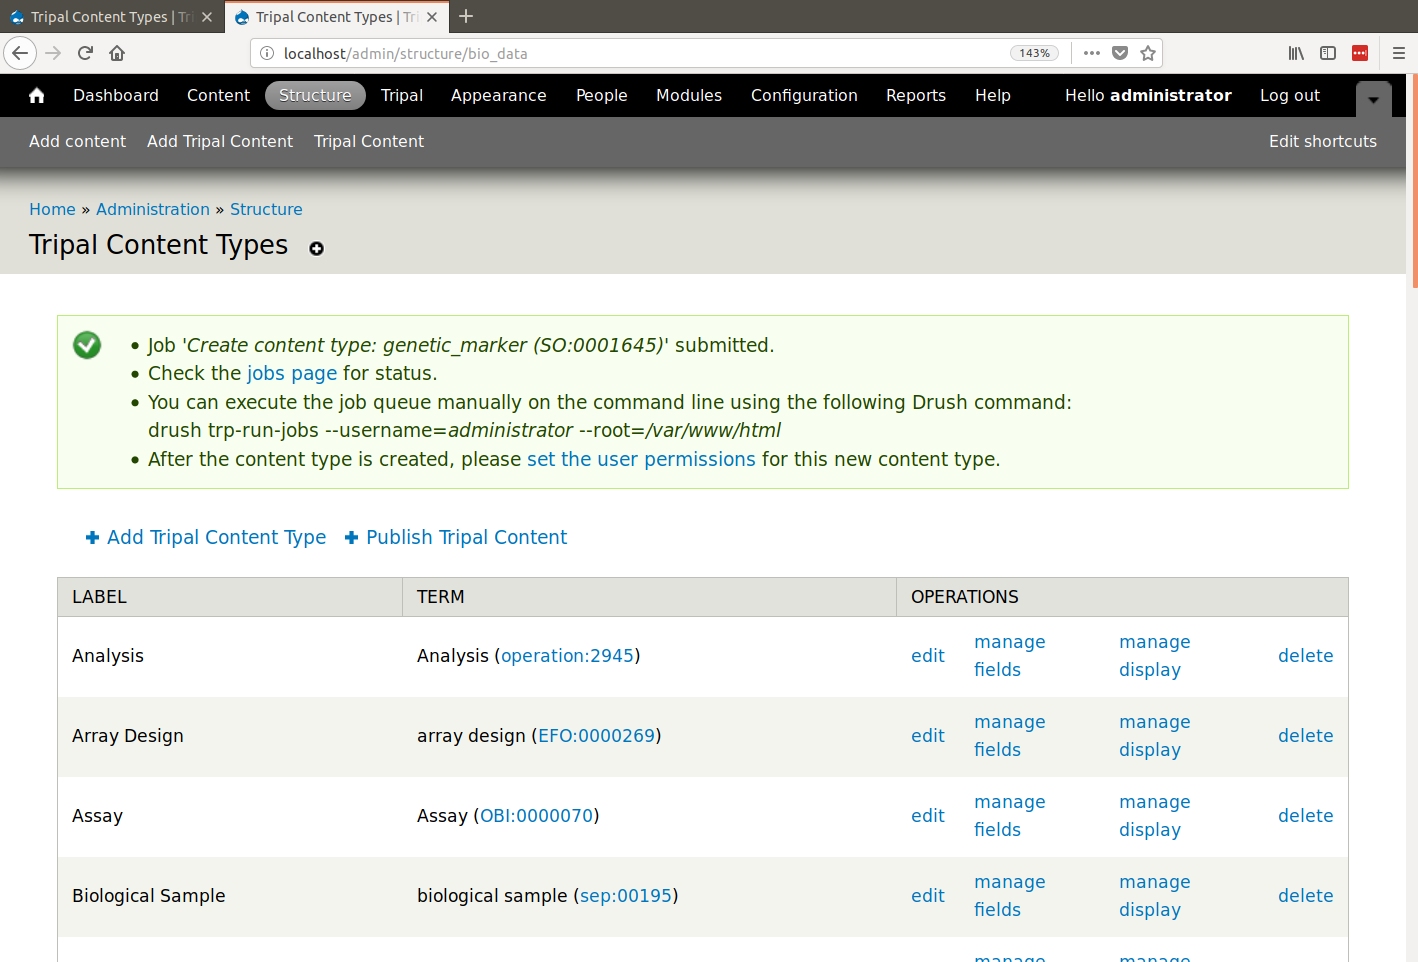 Tripal Content Types | Tri
Tripal Content Types | Tri
localhost/admin/structure/bio_data
143%
Dashboard Content Structure Tripal Appearance People Modules Configuration Reports Help Hello administrator Log out
Add content Add Tripal Content Tripal Content Edit shortcuts
Home » Administration » Structure
Tripal Content Types
• Job 'Create content type: genetic_marker (SO:0001645)' submitted.
• Check the jobs page for status.
• You can execute the job queue manually on the command line using the following Drush command:
drush trp-run-jobs --username=administrator --root=/var/www/html
• After the content type is created, please set the user permissions for this new content type.
Add Tripal Content Type Publish Tripal Content
LABEL TERM OPERATIONS
Analysis Analysis (operation:2945) edit manage fields manage display delete
Array Design array design (EFO:0000269) edit manage fields manage display delete
Assay Assay (OBI:0000070) edit manage fields manage display delete
Biological Sample biological sample (sep:00195) edit manage fields manage display delete
manage manage